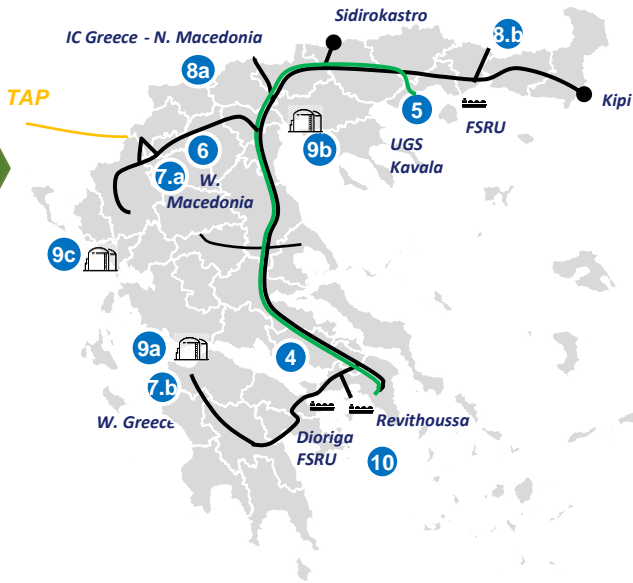 Sidirokastro
IC Greece - N. Macedonia
8.b
8a
TAP
5
Kipi
9b
UGS
Kavala
FSRU
6
7.a
W.
Macedonia
9c
9a
4
7.b
W. Greece
Revithoussa
Dioriga
FSRU
10